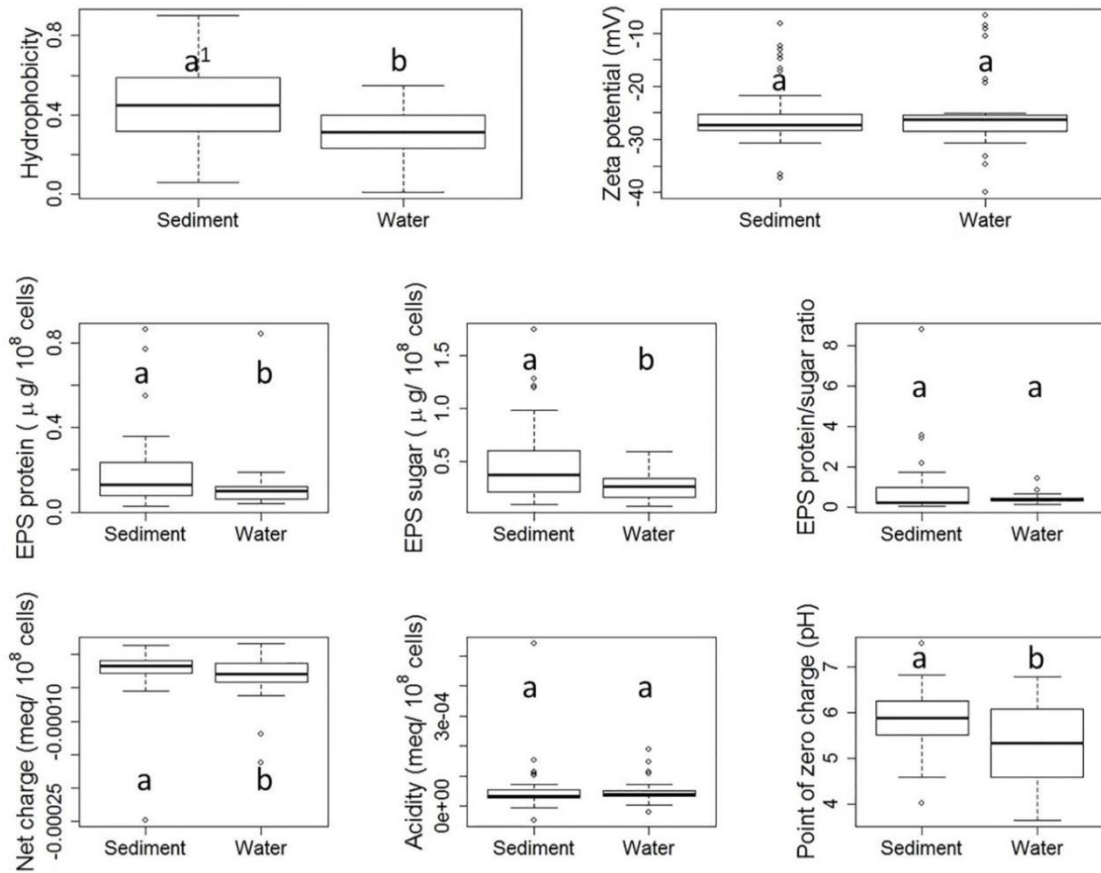 Hydrophobicity
0.8
0.4
0.0
a¹
b
Sediment
Water
Zeta potential (mV)
-10
-20
-30
-40
a
a
Sediment
Water
EPS protein ( μ g/ 10⁸ cells)
0.8
0.4
0.0
a
b
Sediment
Water
EPS sugar ( μ g/ 10⁸ cells)
1.5
1.0
0.5
a
b
Sediment
Water
EPS protein/sugar ratio
8
6
4
2
0
a
a
Sediment
Water
Net charge (meq/ 10⁸ cells)
-0.00010
-0.00025
a
b
Sediment
Water
Acidity (meq/ 10⁸ cells)
3e-04
0e+00
a
a
Sediment
Water
Point of zero charge (pH)
7
6
5
4
a
b
Sediment
Water